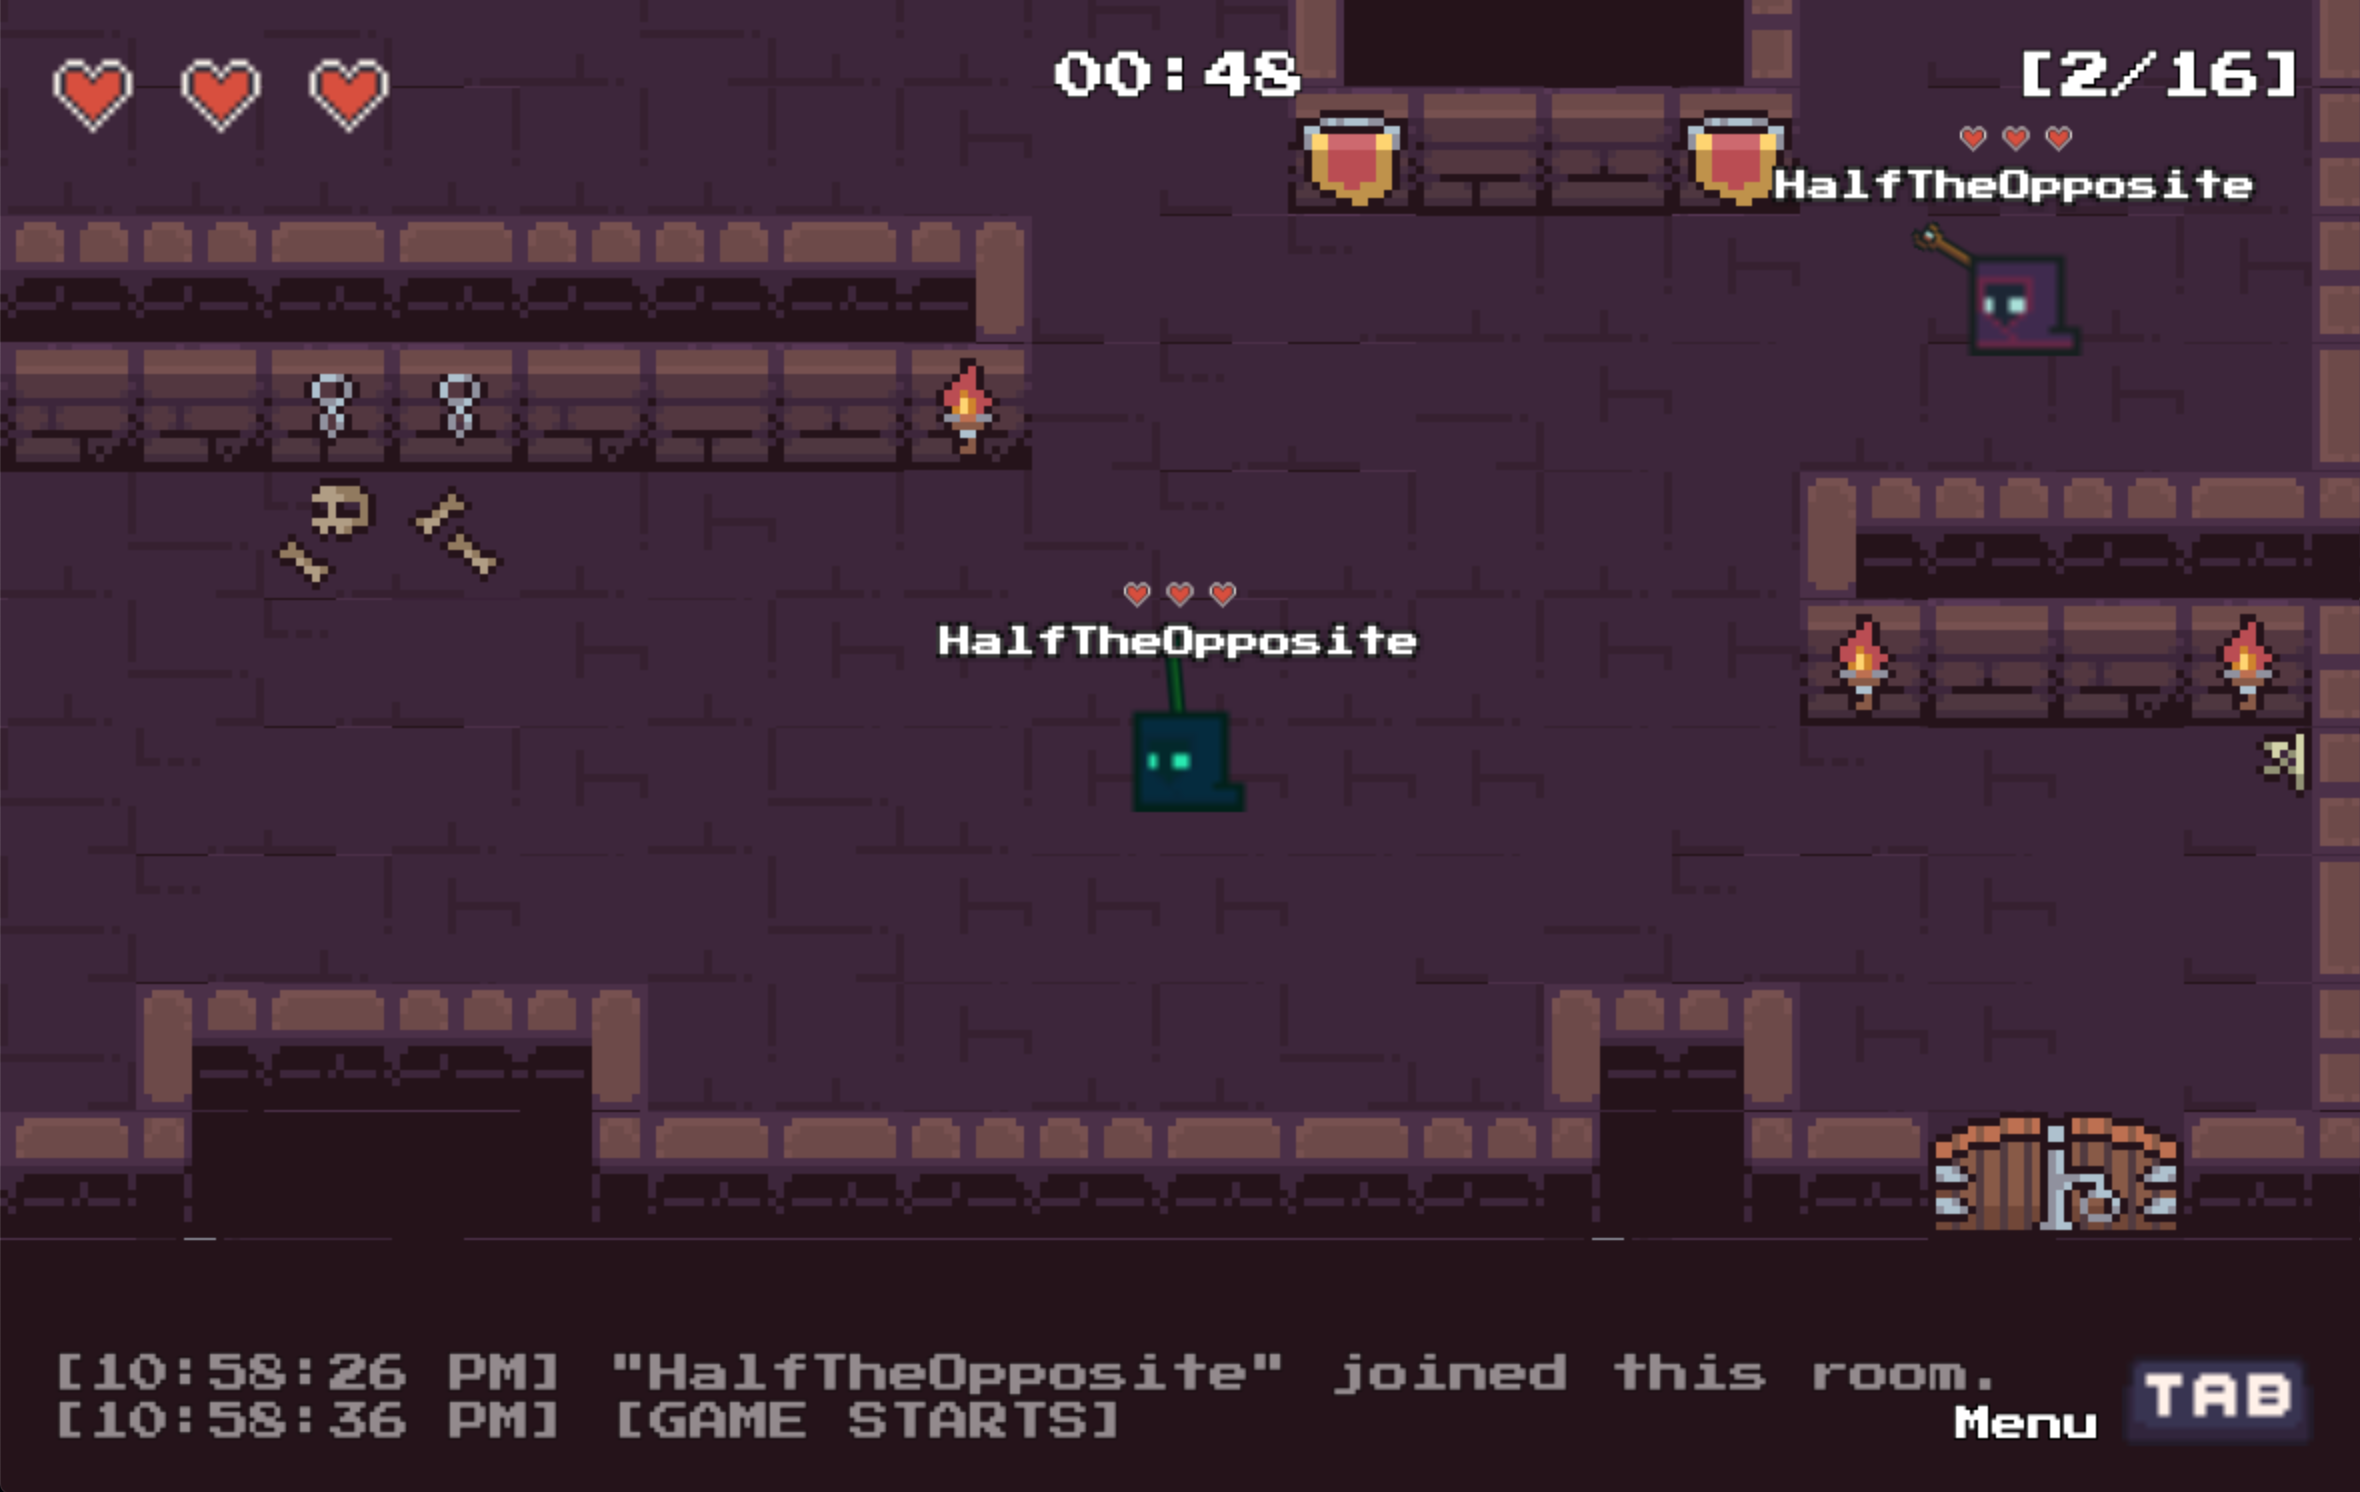 00:48
[2/16]
HalfTheOpposite
HalfTheOpposite
[10:58:26 PM] "HalfTheOpposite" joined this room.
[10:58:36 PM] [GAME STARTS]
Menu TAB